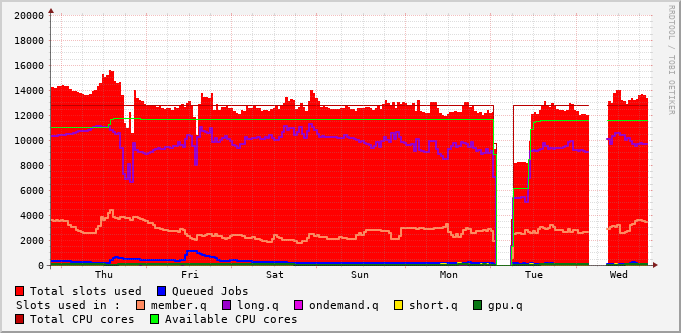 20000
18000
16000
14000
12000
10000
8000
6000
4000
2000
0
Thu Fri Sat Sun Mon Tue Wed
RRDTOOL / TOBI OETIKER
Total slots used Queued Jobs
Slots used in : member.q long.q ondemand.q short.q gpu.q
Total CPU cores Available CPU cores